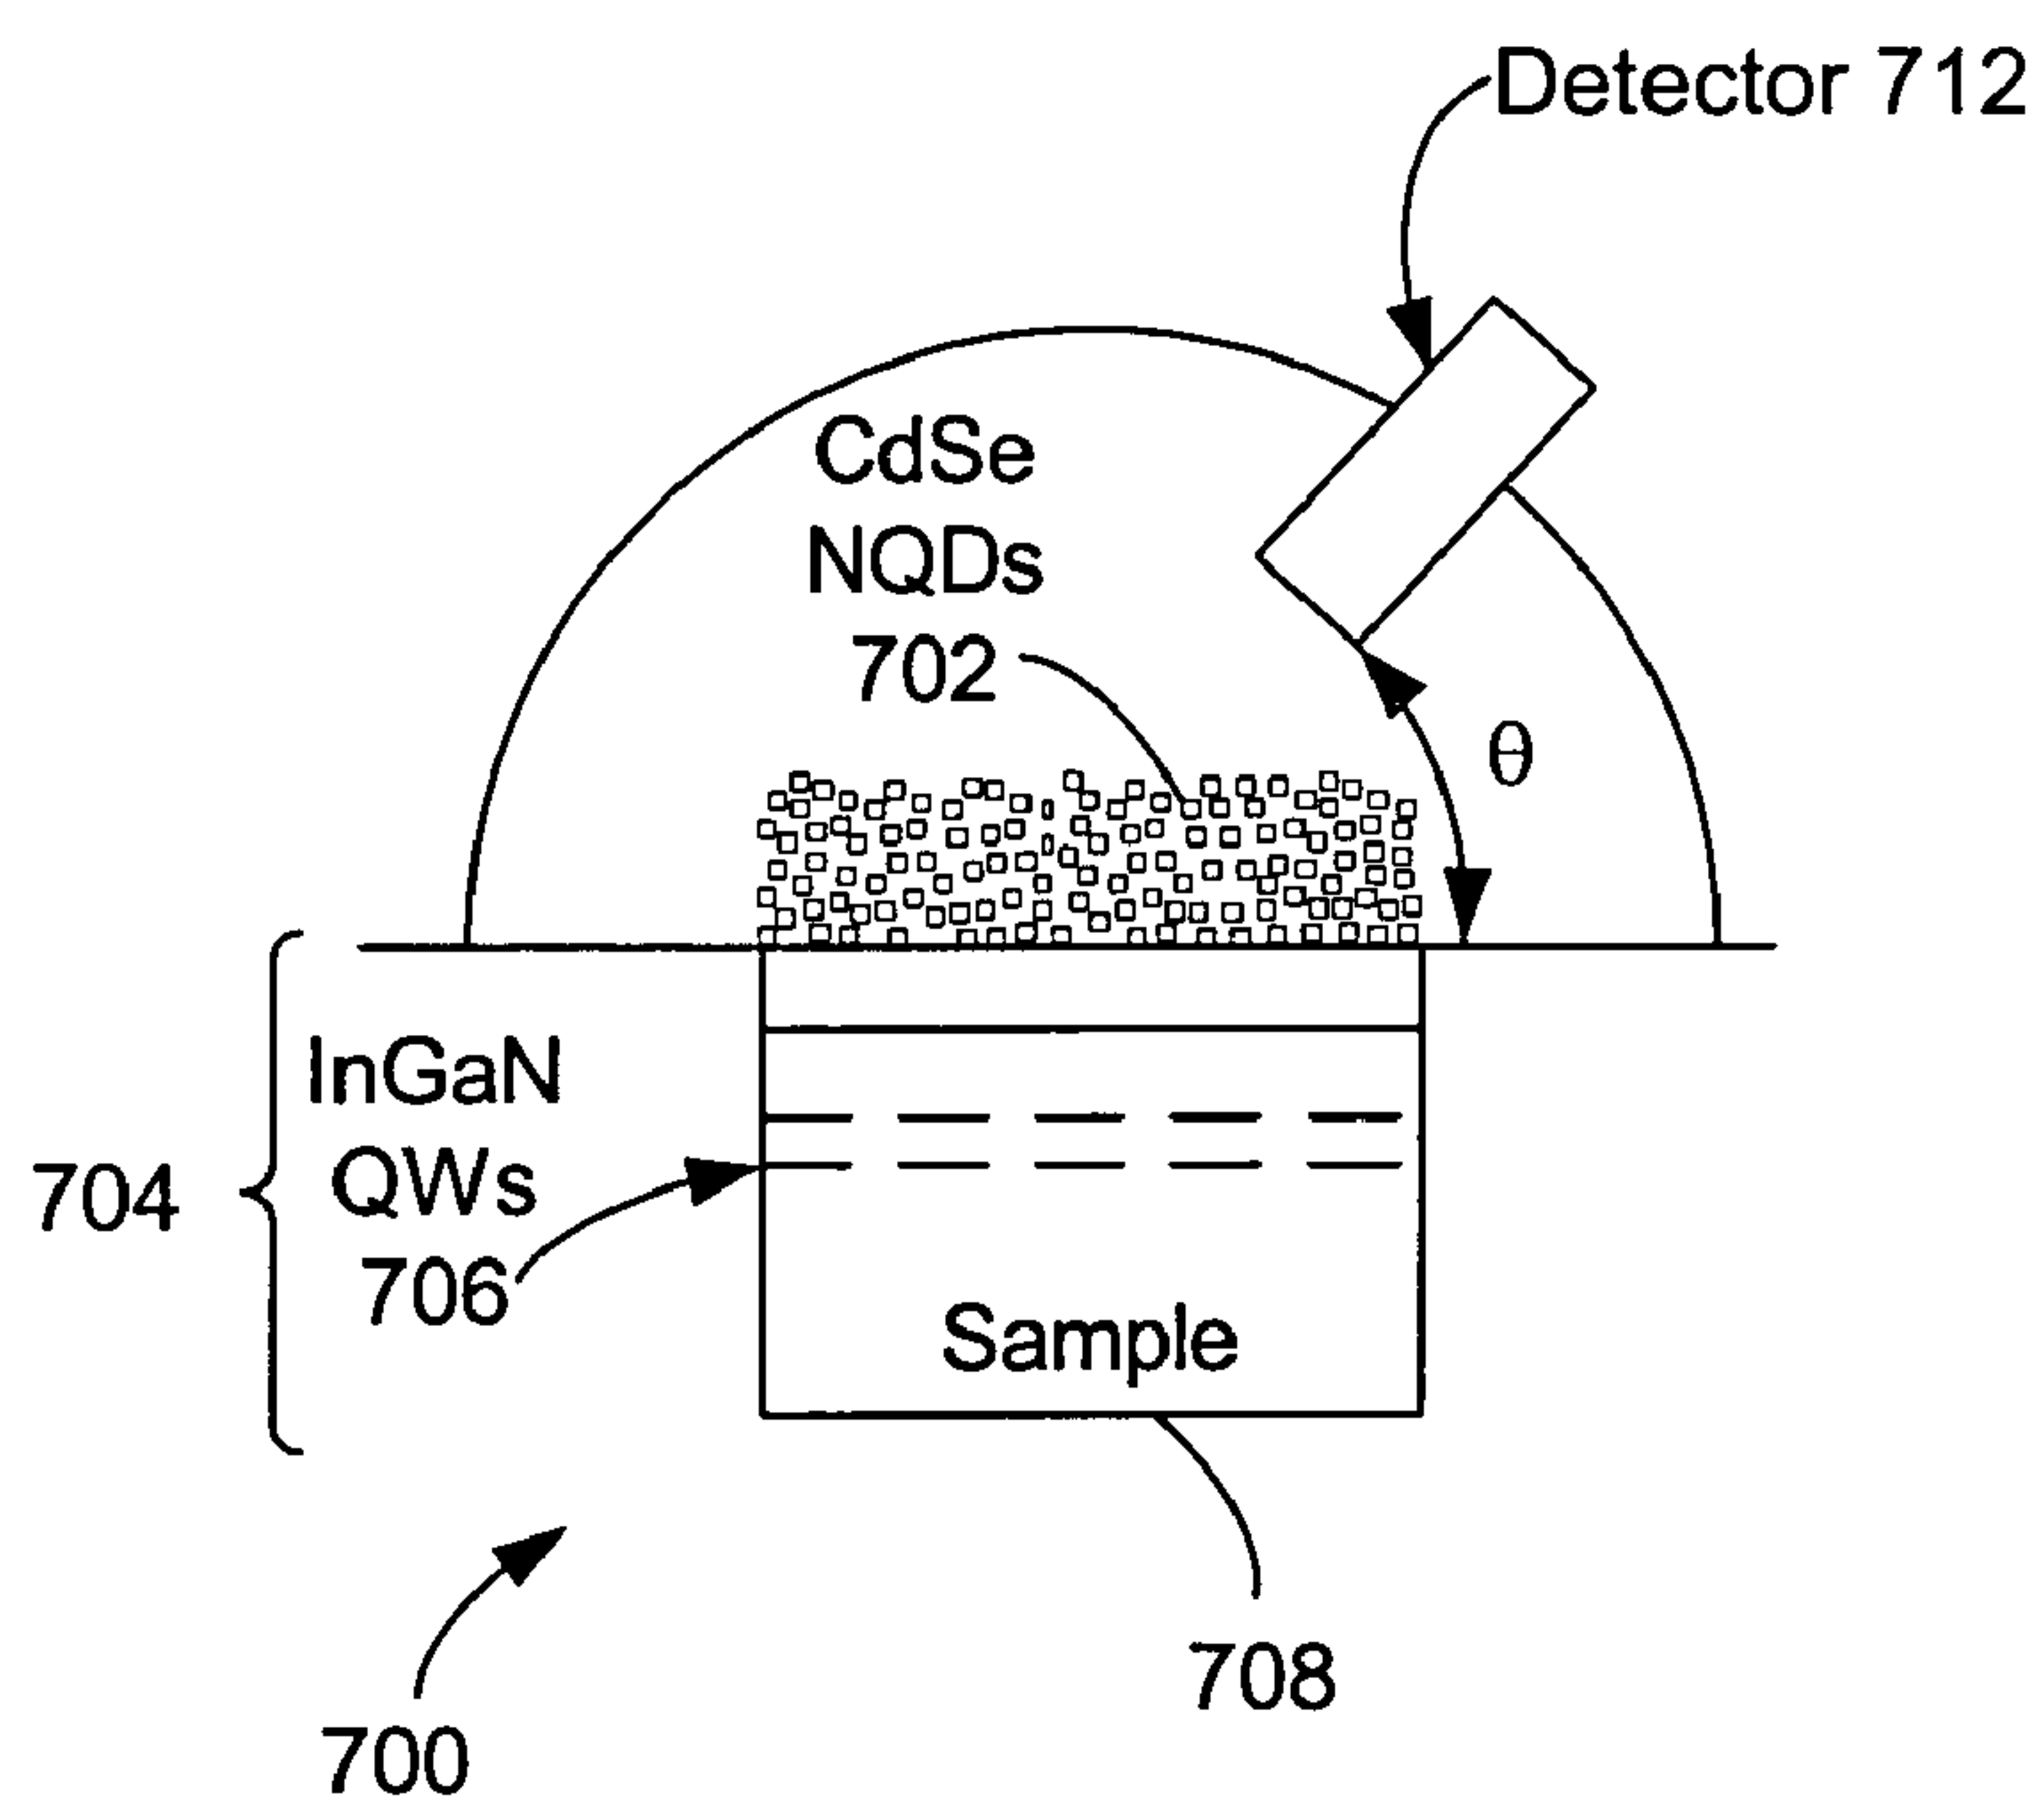 Detector 712
CdSe
NQDs
702
θ
InGaN
QWs
704
706
Sample
708
700